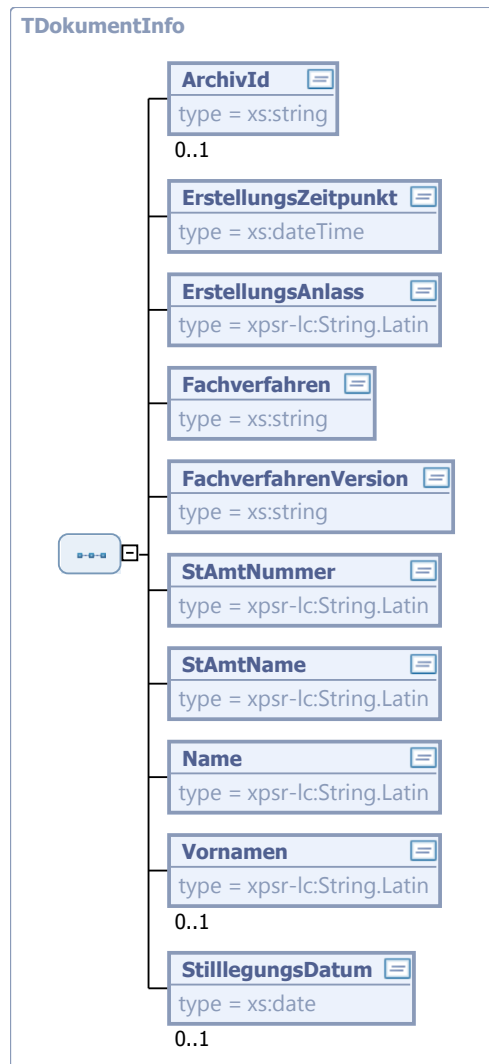 TDokumentInfo
ArchivId
type = xs:string
0..1
ErstellungsZeitpunkt
type = xs:dateTime
ErstellungsAnlass
type = xpsr-lc:String.Latin
Fachverfahren
type = xs:string
FachverfahrenVersion
type = xs:string
StAmtNummer
type = xpsr-lc:String.Latin
StAmtName
type = xpsr-lc:String.Latin
Name
type = xpsr-lc:String.Latin
Vornamen
type = xpsr-lc:String.Latin
0..1
StilllegungsDatum
type = xs:date
0..1